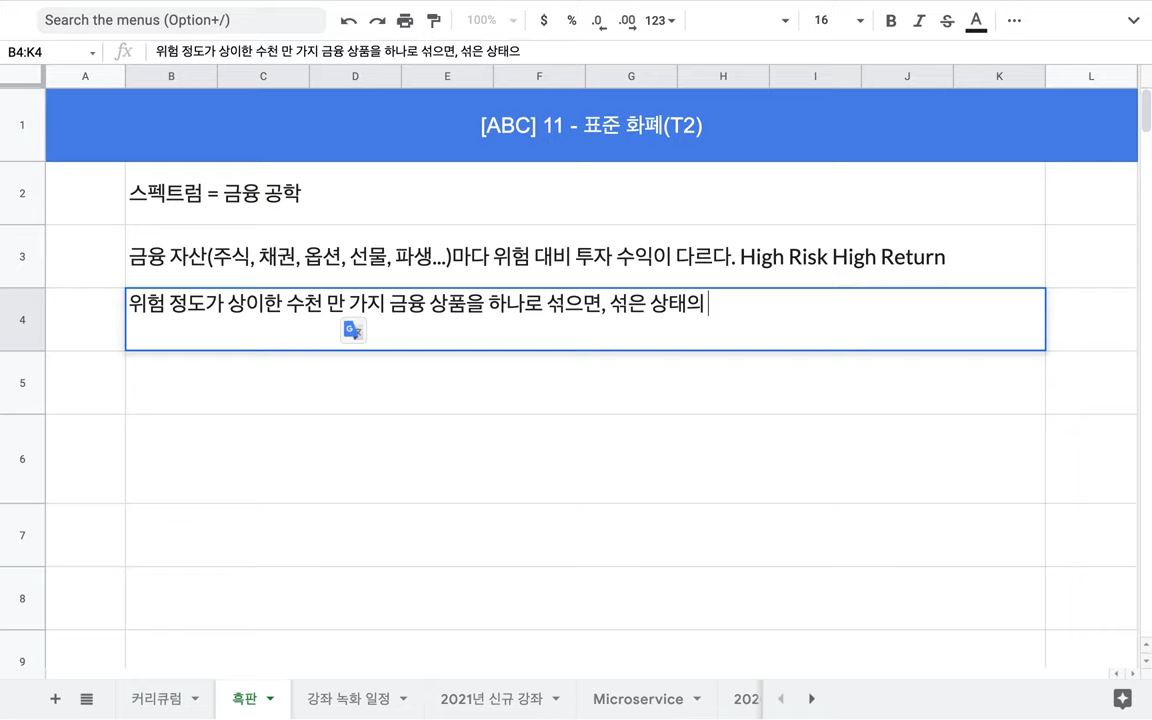 Search the menus (Option+/)
100%
$ % .0 .00 123
16
B I S A
B4:K4
fx
위험 정도가 상이한 수천 만 가지 금융 상품을 하나로 섞으면, 섞은 상태으
A B C D E F G H I J K L
1
[ABC] 11 - 표준 화폐(T2)
2
스펙트럼 = 금융 공학
3
금융 자산(주식, 채권, 옵션, 선물, 파생...)마다 위험 대비 투자 수익이 다르다. High Risk High Return
4
위험 정도가 상이한 수천 만 가지 금융 상품을 하나로 섞으면, 섞은 상태의
5
6
7
8
9
커리큐럼 흑판 강좌 녹화 일정 2021년 신규 강좌 Microservice 202